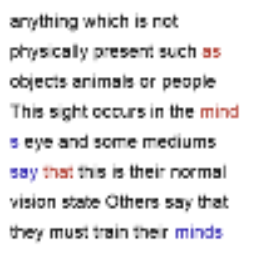 anything which is not
physically present such as
objects animals or people
This sight occurs in the mind
s eye and some mediums
say that this is their normal
vision state Others say that
they must train their minds